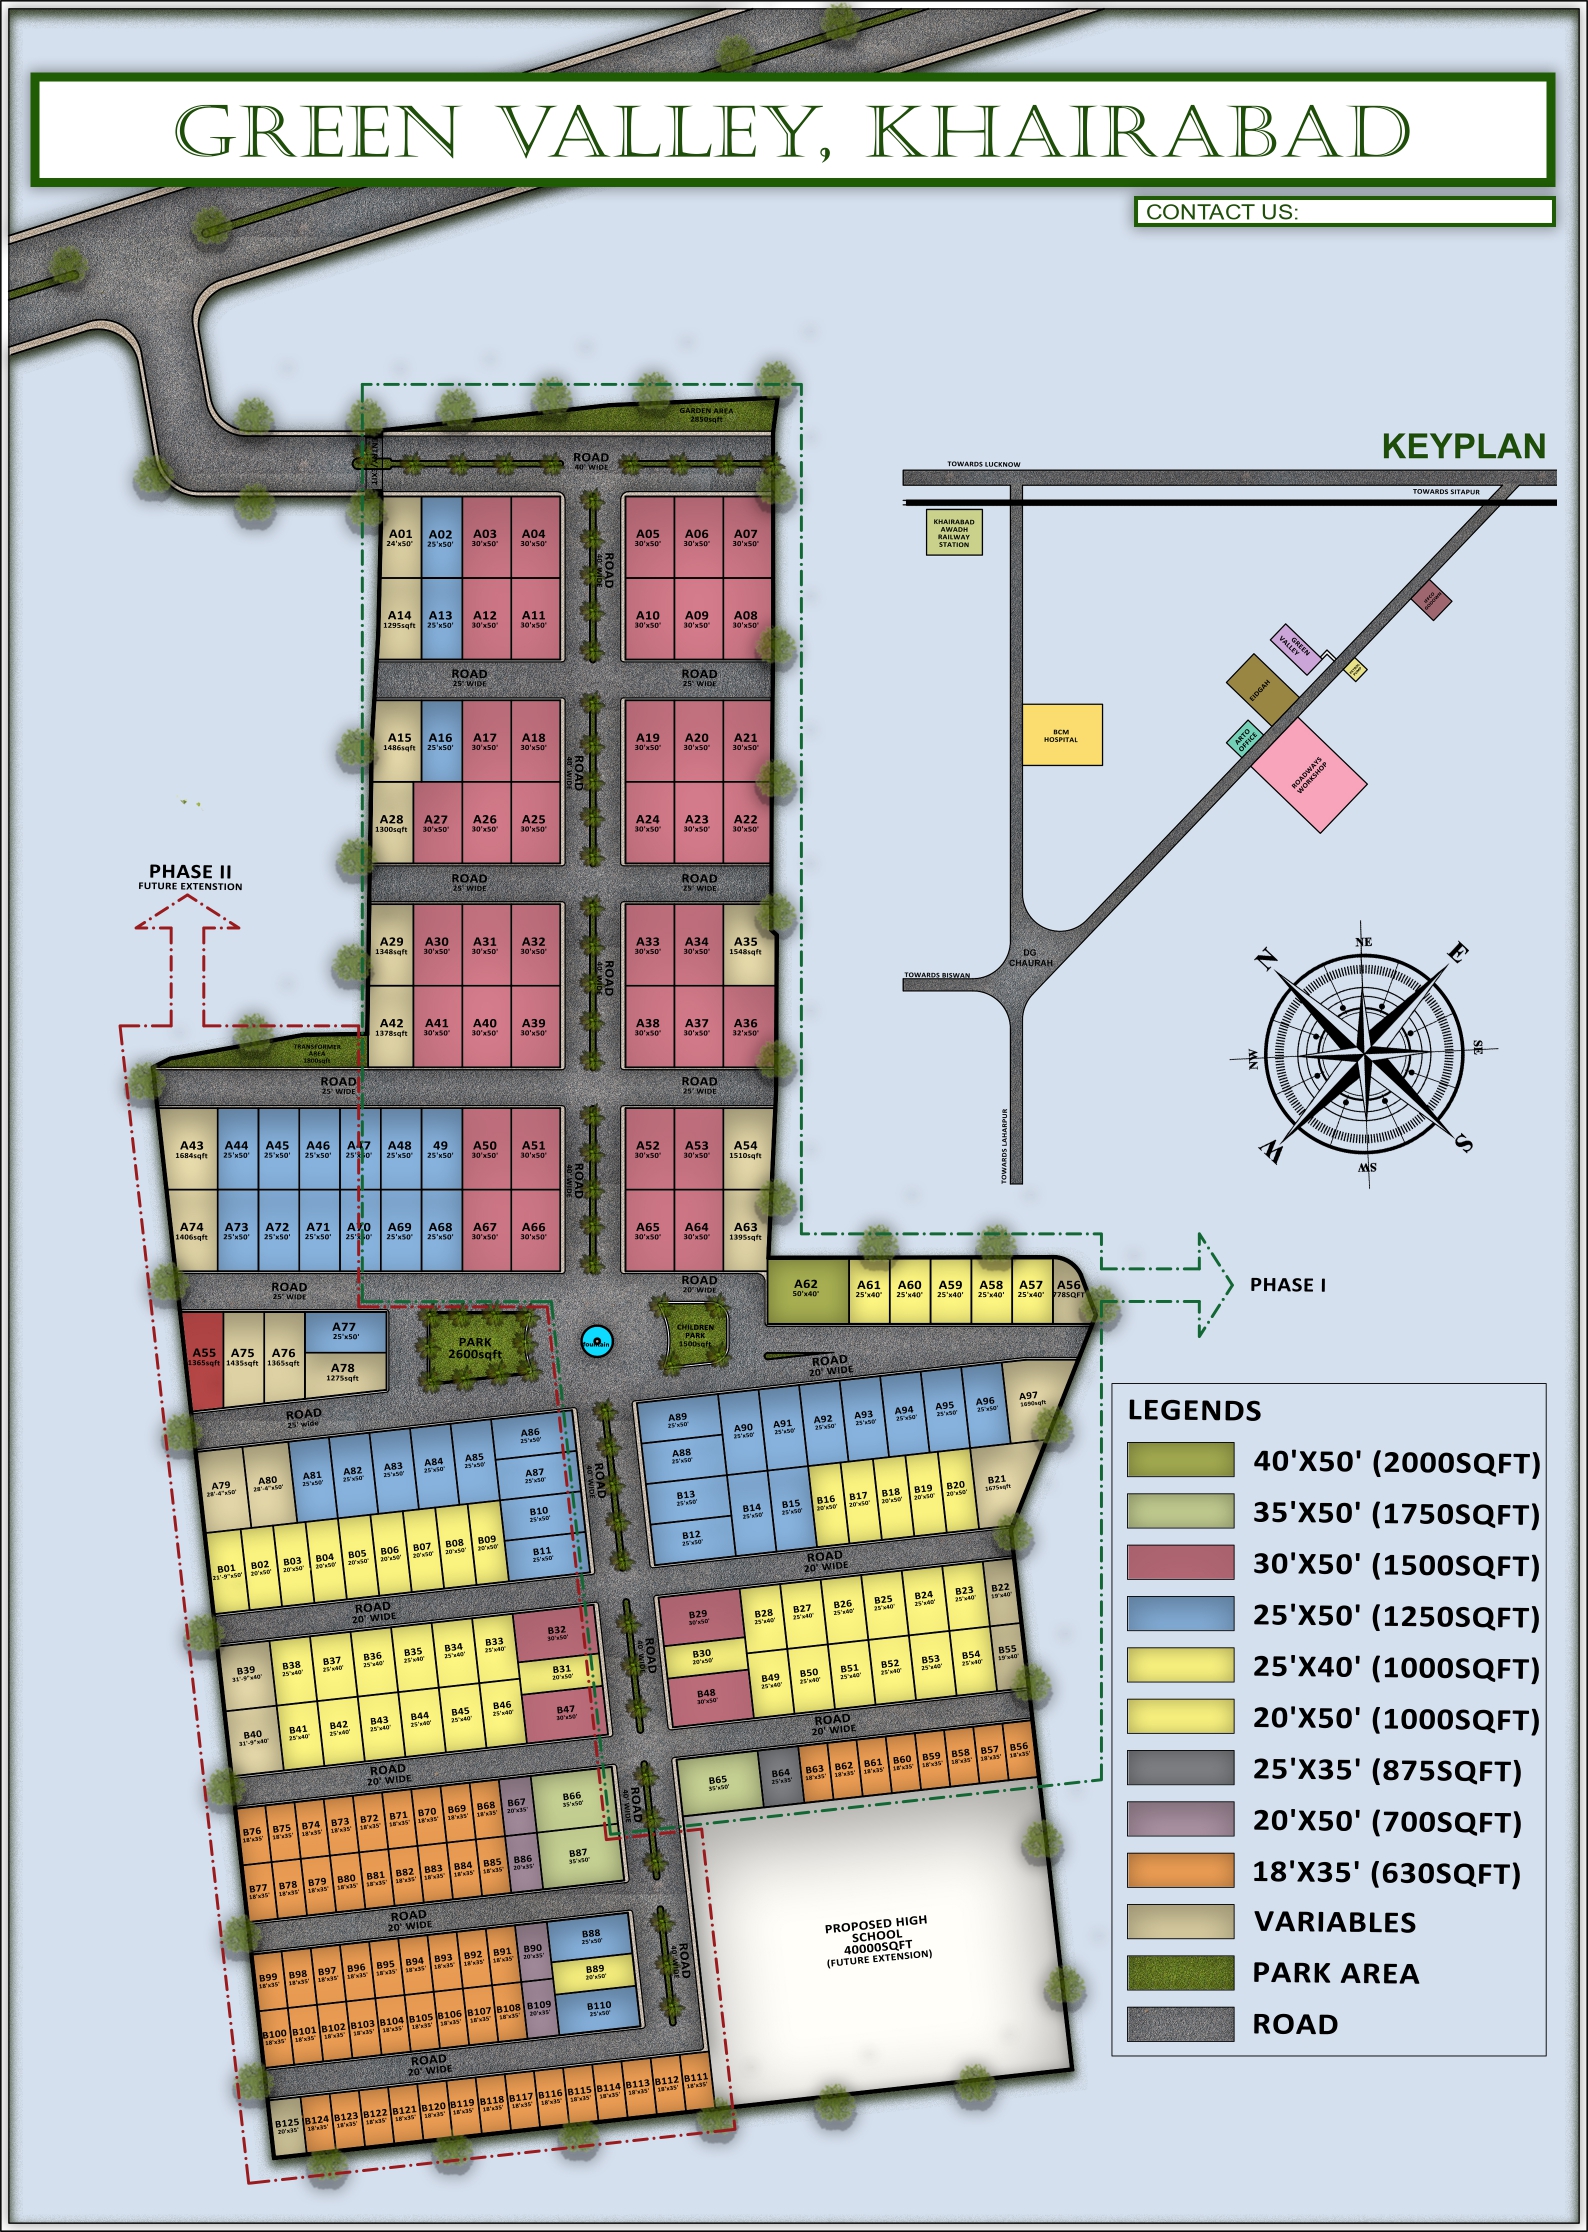 GREEN VALLEY, KHAIRABAD
CONTACT US:
GARDEN AREA
2850sqft
ROAD
40' WIDE
KEYPLAN
TOWARDS LUCKNOW
TOWARDS SITAPUR
KHAIRABAD
AWADH
RAILWAY
STATION
GREEN
VALLEY
EIDGAH
ARTO
OFFICE
ROADWAYS
WORKSHOP
BCM
HOSPITAL
DG
CHAURAH
TOWARDS BISWAN
TOWARDS LAHARPUR
N
NE
E
SE
S
SW
W
NW
A01 A02 A03 A04 A05 A06 A07
24'x50' 25'x50' 30'x50' 30'x50' 30'x50' 30'x50' 30'x50'
ROAD
40' WIDE
A14 A13 A12 A11 A10 A09 A08
1295sqft 25'x50' 30'x50' 30'x50' 30'x50' 30'x50' 30'x50'
ROAD ROAD
25' WIDE 25' WIDE
A15 A16 A17 A18 A19 A20 A21
1486sqft 25'x50' 30'x50' 30'x50' 30'x50' 30'x50' 30'x50'
ROAD
40' WIDE
A28 A27 A26 A25 A24 A23 A22
1300sqft 30'x50' 30'x50' 30'x50' 30'x50' 30'x50' 30'x50'
ROAD ROAD
25' WIDE 25' WIDE
PHASE II
FUTURE EXTENSTION
A29 A30 A31 A32 A33 A34 A35
1348sqft 30'x50' 30'x50' 30'x50' 30'x50' 30'x50' 1548sqft
ROAD
40' WIDE
A42 A41 A40 A39 A38 A37 A36
1378sqft 30'x50' 30'x50' 30'x50' 30'x50' 30'x50' 32'x50'
TRANSFORMER
AREA
1800sqft
ROAD ROAD
25' WIDE 25' WIDE
A43 A44 A45 A46 A47 A48 49 A50 A51 A52 A53 A54
1684sqft 25'x50' 25'x50' 25'x50' 25'x50' 25'x50' 25'x50' 30'x50' 30'x50' 30'x50' 30'x50' 1510sqft
ROAD
40' WIDE
A74 A73 A72 A71 A70 A69 A68 A67 A66 A65 A64 A63
1406sqft 25'x50' 25'x50' 25'x50' 25'x50' 25'x50' 25'x50' 30'x50' 30'x50' 30'x50' 30'x50' 1395sqft
ROAD ROAD
25' WIDE 20' WIDE
A62 A61 A60 A59 A58 A57 A56
50'x40' 25'x40' 25'x40' 25'x40' 25'x40' 25'x40' 778SQFT
PHASE I
A55 A75 A76 A77
1365sqft 1435sqft 1365sqft 25'x50'
A78
1275sqft
PARK
2600sqft
fountain
CHILDREN
PARK
1500sqft
ROAD
20' WIDE
ROAD
25' wide
A79 A80 A81 A82 A83 A84 A85 A86
28'-4"x50' 28'-4"x50' 25'x50' 25'x50' 25'x50' 25'x50' 25'x50' 25'x50'
A87
25'x50'
ROAD
40' WIDE
A89 A90 A91 A92 A93 A94 A95 A96 A97
25'x50' 25'x50' 25'x50' 25'x50' 25'x50' 25'x50' 25'x50' 25'x50' 1690sqft
A88
25'x50'
B01 B02 B03 B04 B05 B06 B07 B08 B09 B10
21'-9"x50' 20'x50' 20'x50' 20'x50' 20'x50' 20'x50' 20'x50' 20'x50' 20'x50' 25'x50'
B11
25'x50'
B13 B14 B15 B16 B17 B18 B19 B20 B21
25'x50' 25'x50' 25'x50' 20'x50' 20'x50' 20'x50' 20'x50' 20'x50' 1675sqft
B12
25'x50'
ROAD ROAD
20' WIDE 20' WIDE
B39 B38 B37 B36 B35 B34 B33 B32
31'-9"x40' 25'x40' 25'x40' 25'x40' 25'x40' 25'x40' 25'x40' 30'x50'
B31
20'x50'
ROAD
40' WIDE
B29 B28 B27 B26 B25 B24 B23 B22
30'x50' 25'x40' 25'x40' 25'x40' 25'x40' 25'x40' 25'x40' 19'x40'
B30
20'x50'
B40 B41 B42 B43 B44 B45 B46 B47
31'-9"x40' 25'x40' 25'x40' 25'x40' 25'x40' 25'x40' 25'x40' 30'x50'
B48 B49 B50 B51 B52 B53 B54 B55
30'x50' 25'x40' 25'x40' 25'x40' 25'x40' 25'x40' 25'x40' 19'x40'
ROAD ROAD
20' WIDE 20' WIDE
B76 B75 B74 B73 B72 B71 B70 B69 B68 B67 B66
18'x35' 18'x35' 18'x35' 18'x35' 18'x35' 18'x35' 18'x35' 18'x35' 18'x35' 20'x35' 35'x50'
ROAD
40' WIDE
B65 B64 B63 B62 B61 B60 B59 B58 B57 B56
35'x50' 25'x35' 18'x35' 18'x35' 18'x35' 18'x35' 18'x35' 18'x35' 18'x35' 18'x35'
B77 B78 B79 B80 B81 B82 B83 B84 B85 B86 B87
18'x35' 18'x35' 18'x35' 18'x35' 18'x35' 18'x35' 18'x35' 18'x35' 18'x35' 20'x35' 35'x50'
ROAD
20' WIDE
B99 B98 B97 B96 B95 B94 B93 B92 B91 B90 B88
18'x35' 18'x35' 18'x35' 18'x35' 18'x35' 18'x35' 18'x35' 18'x35' 18'x35' 20'x35' 25'x50'
B89
20'x50'
ROAD
B100 B101 B102 B103 B104 B105 B106 B107 B108 B109 B110
18'x35' 18'x35' 18'x35' 18'x35' 18'x35' 18'x35' 18'x35' 18'x35' 18'x35' 20'x35' 25'x50'
ROAD
20' WIDE
B125 B124 B123 B122 B121 B120 B119 B118 B117 B116 B115 B114 B113 B112 B111
20'x35' 18'x35' 18'x35' 18'x35' 18'x35' 18'x35' 18'x35' 18'x35' 18'x35' 18'x35' 18'x35' 18'x35' 18'x35' 18'x35' 18'x35'
PROPOSED HIGH
SCHOOL
40000SQFT
(FUTURE EXTENSION)
LEGENDS
40'X50' (2000SQFT)
35'X50' (1750SQFT)
30'X50' (1500SQFT)
25'X50' (1250SQFT)
25'X40' (1000SQFT)
20'X50' (1000SQFT)
25'X35' (875SQFT)
20'X50' (700SQFT)
18'X35' (630SQFT)
VARIABLES
PARK AREA
ROAD